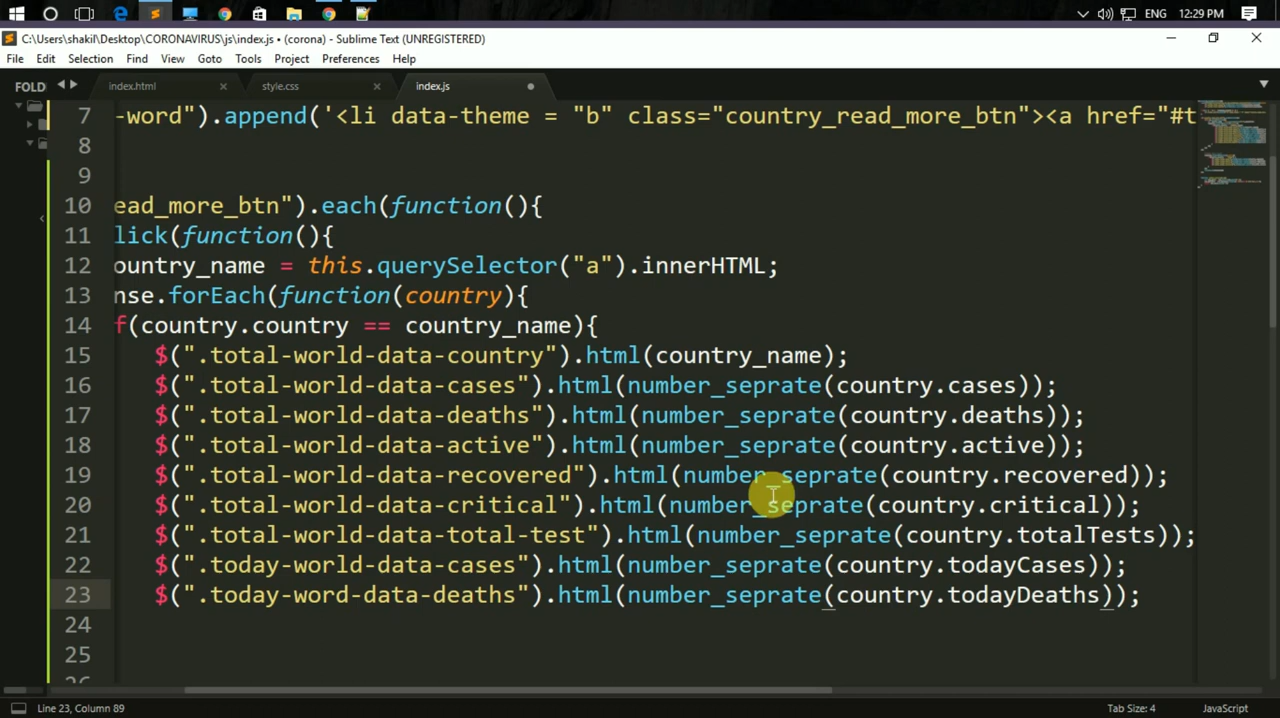 ENG 12:29 PM
C:\Users\shakil\Desktop\CORONAVIRUS\js\index.js • (corona) - Sublime Text (UNREGISTERED)
File Edit Selection Find View Goto Tools Project Preferences Help
FOLD index.html style.css index.js
7 -word").append('<li data-theme = "b" class="country_read_more_btn"><a href="#t
8
9
10 ead_more_btn").each(function(){
11 lick(function(){
12 ountry_name = this.querySelector("a").innerHTML;
13 nse.forEach(function(country){
14 f(country.country == country_name){
15 $(".total-world-data-country").html(country_name);
16 $(".total-world-data-cases").html(number_seprate(country.cases));
17 $(".total-world-data-deaths").html(number_seprate(country.deaths));
18 $(".total-world-data-active").html(number_seprate(country.active));
19 $(".total-world-data-recovered").html(number_seprate(country.recovered));
20 $(".total-world-data-critical").html(number_seprate(country.critical));
21 $(".total-world-data-total-test").html(number_seprate(country.totalTests));
22 $(".today-world-data-cases").html(number_seprate(country.todayCases));
23 $(".today-word-data-deaths").html(number_seprate(country.todayDeaths));
24
25
Line 23, Column 89 Tab Size: 4 JavaScript